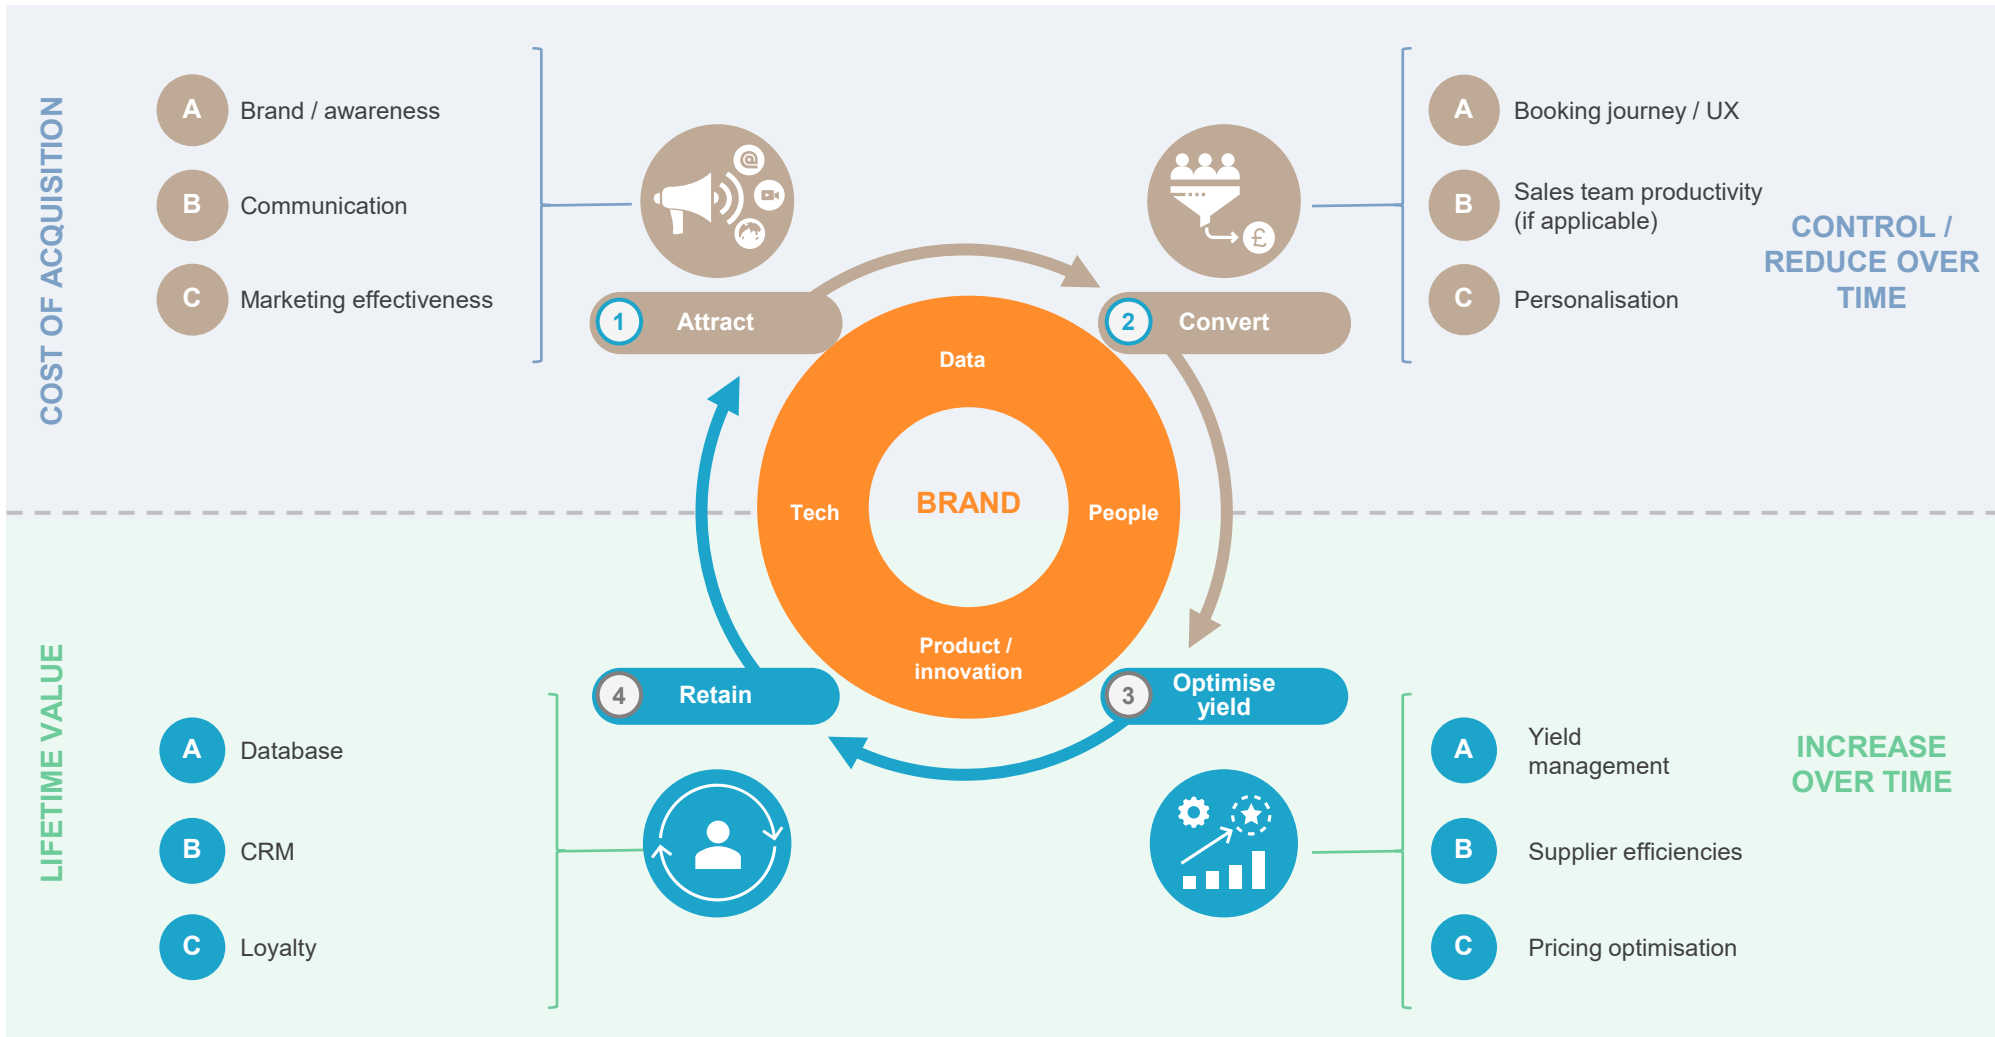 COST OF ACQUISITION
A
Brand / awareness
B
Communication
C
Marketing effectiveness
@
1
Attract
£
2
Convert
A
Booking journey / UX
B
Sales team productivity
(if applicable)
C
Personalisation
CONTROL /
REDUCE OVER
TIME
Data
Tech
BRAND
People
Product /
innovation
LIFETIME VALUE
4
Retain
A
Database
B
CRM
C
Loyalty
3
Optimise
yield
A
Yield
management
B
Supplier efficiencies
C
Pricing optimisation
INCREASE
OVER TIME